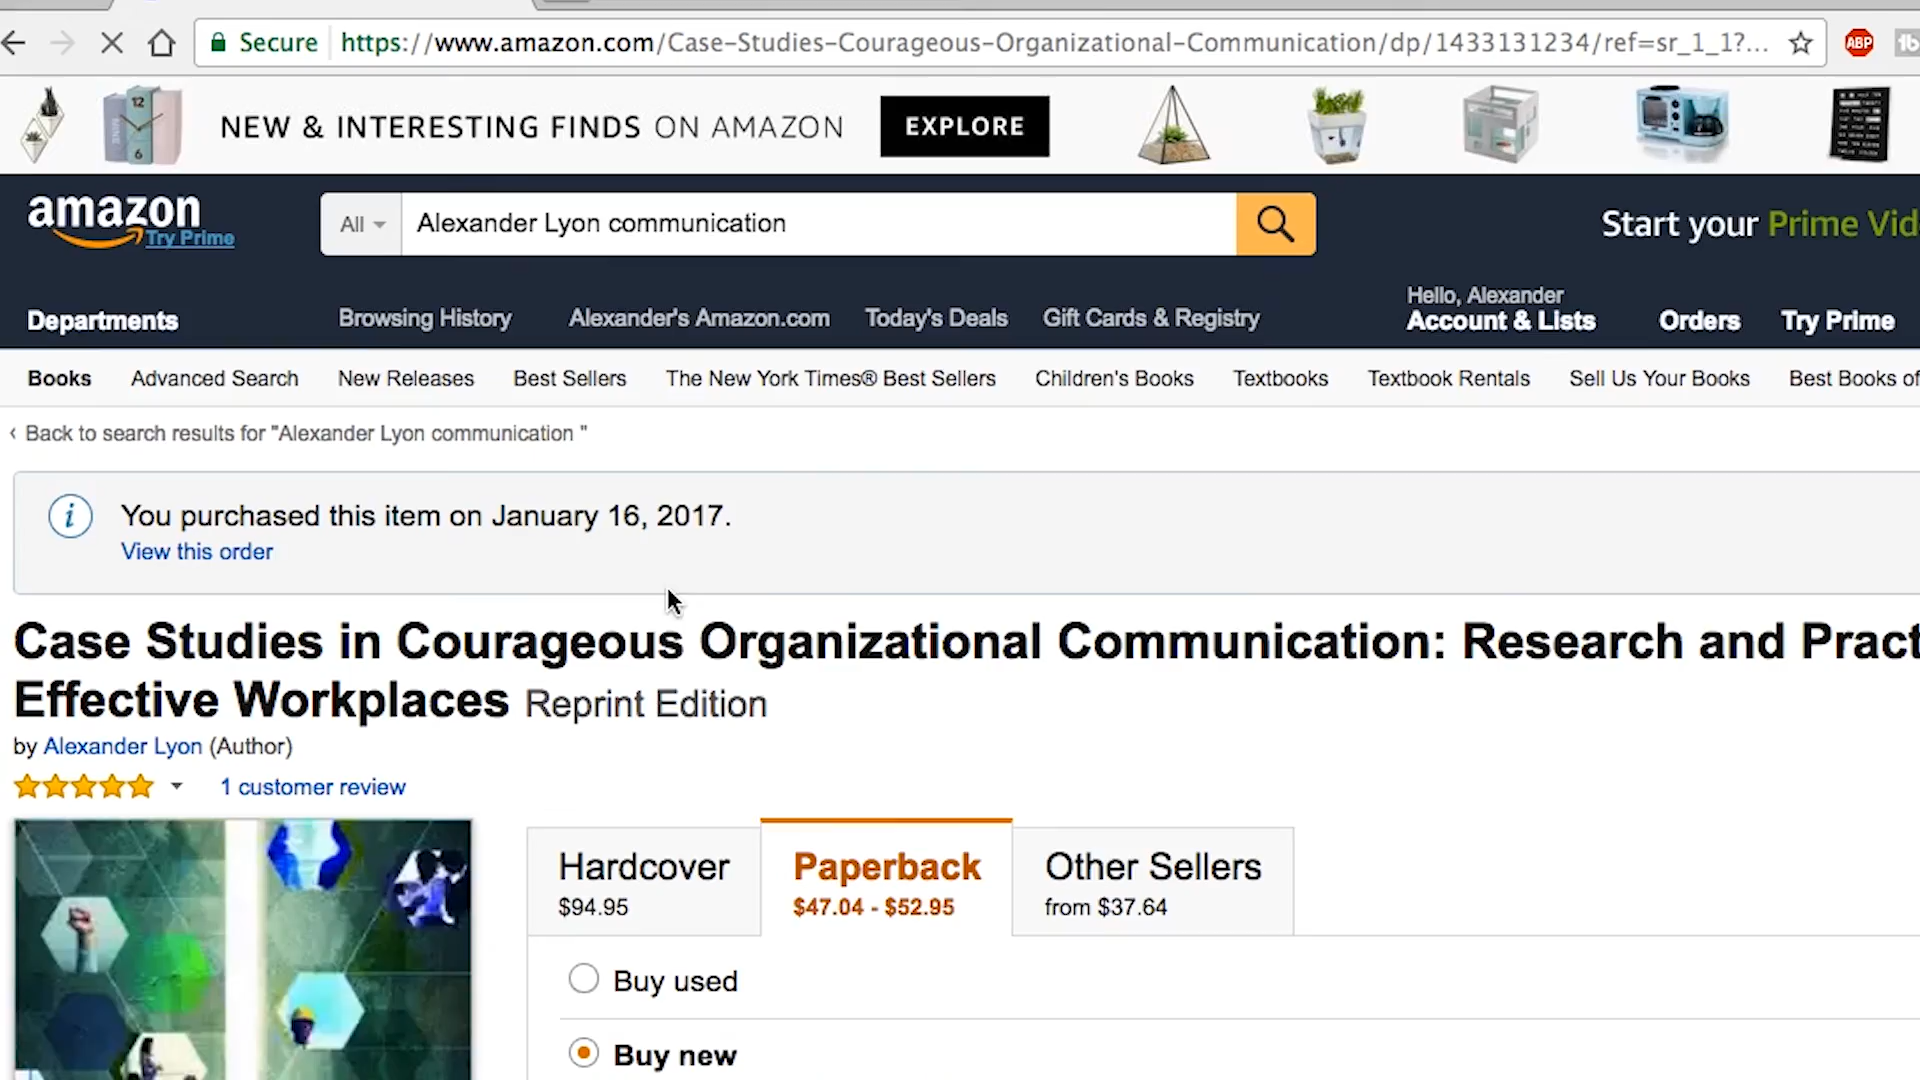 Secure https://www.amazon.com/Case-Studies-Courageous-Organizational-Communication/dp/1433131234/ref=sr_1_1?...
ABP
NEW & INTERESTING FINDS ON AMAZON EXPLORE
amazon
Try Prime
All
Alexander Lyon communication
Start your Prime Vid
Departments
Browsing History
Alexander's Amazon.com
Today's Deals
Gift Cards & Registry
Hello, Alexander
Account & Lists
Orders
Try Prime
Books Advanced Search New Releases Best Sellers The New York Times® Best Sellers Children's Books Textbooks Textbook Rentals Sell Us Your Books Best Books of
‹ Back to search results for "Alexander Lyon communication "
You purchased this item on January 16, 2017.
View this order
Case Studies in Courageous Organizational Communication: Research and Pract
Effective Workplaces Reprint Edition
by Alexander Lyon (Author)
1 customer review
Hardcover
$94.95
Paperback
$47.04 - $52.95
Other Sellers
from $37.64
Buy used
Buy new